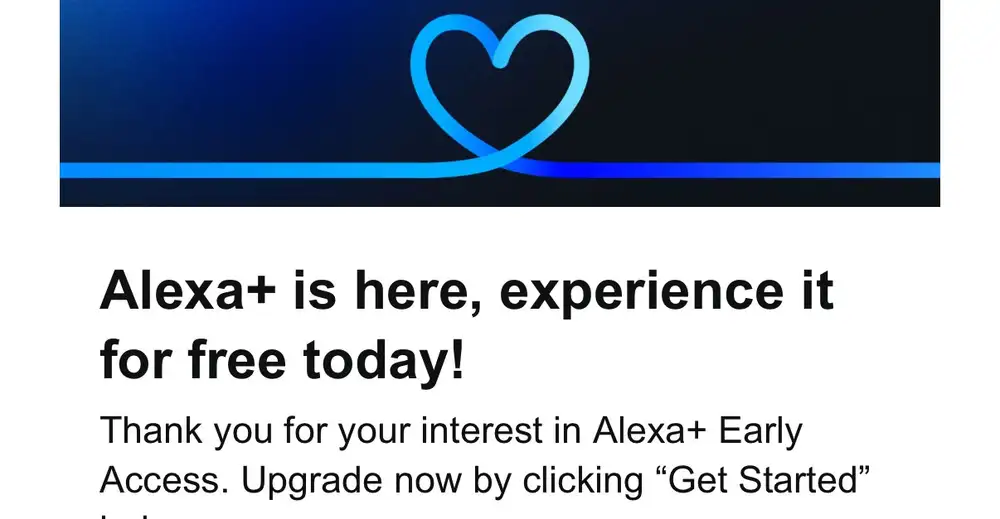 Alexa+ is here, experience it
for free today!
Thank you for your interest in Alexa+ Early
Access. Upgrade now by clicking “Get Started”